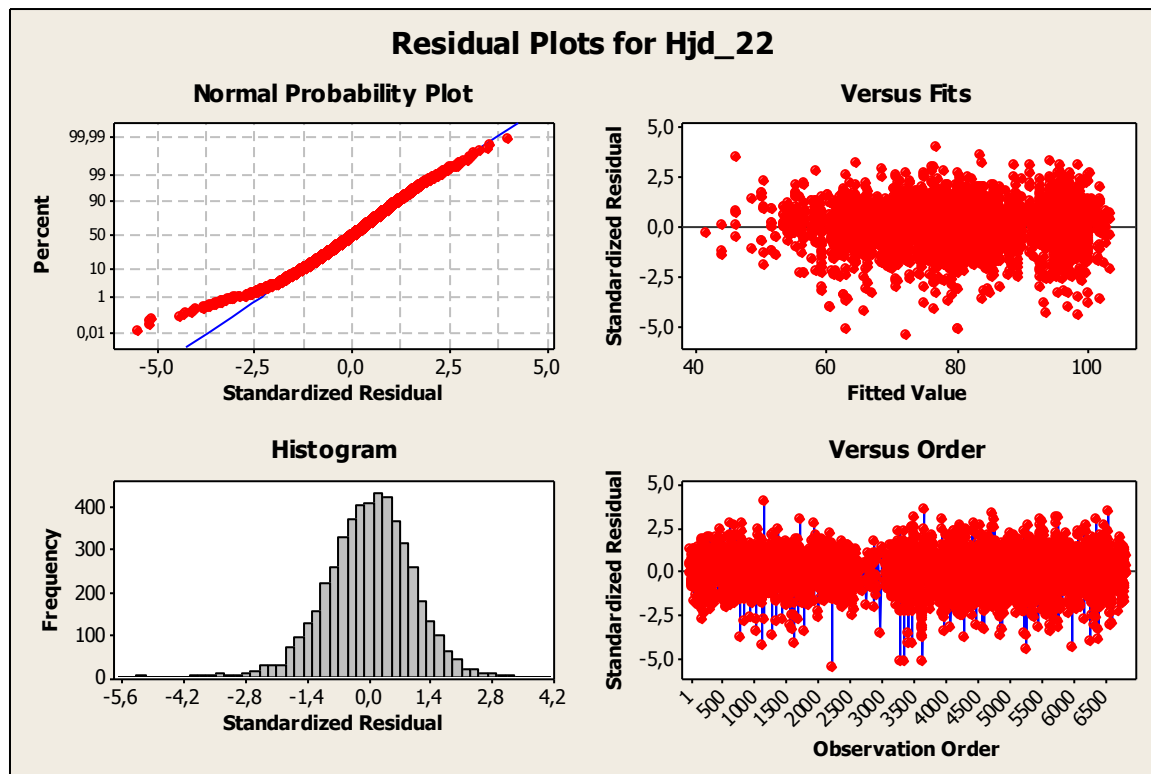 Residual Plots for Hjd_22
Normal Probability Plot
99,99
99
90
50
10
1
0,01
Percent
-5,0 -2,5 0,0 2,5 5,0
Standardized Residual
Versus Fits
5,0
2,5
0,0
-2,5
-5,0
Standardized Residual
40 60 80 100
Fitted Value
Histogram
400
300
200
100
0
Frequency
-5,6 -4,2 -2,8 -1,4 0,0 1,4 2,8 4,2
Standardized Residual
Versus Order
5,0
2,5
0,0
-2,5
-5,0
Standardized Residual
1 500 1000 1500 2000 2500 3000 3500 4000 4500 5000 5500 6000 6500
Observation Order